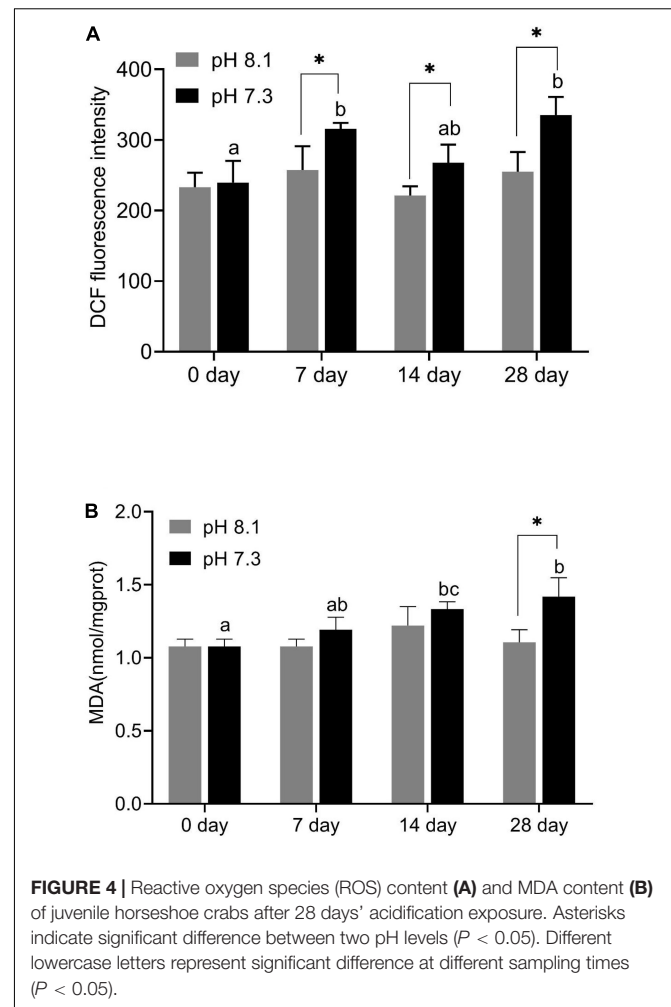 A
pH 8.1
pH 7.3
DCF fluorescence intensity
400
300
200
100
0
a
*
b
*
ab
*
b
0 day
7 day
14 day
28 day
B
pH 8.1
pH 7.3
MDA(nmol/mgprot)
2.0
1.5
1.0
0.5
0.0
a
ab
bc
*
b
0 day
7 day
14 day
28 day
FIGURE 4 | Reactive oxygen species (ROS) content (A) and MDA content (B)
of juvenile horseshoe crabs after 28 days' acidification exposure. Asterisks
indicate significant difference between two pH levels (P < 0.05). Different
lowercase letters represent significant difference at different sampling times
(P < 0.05).